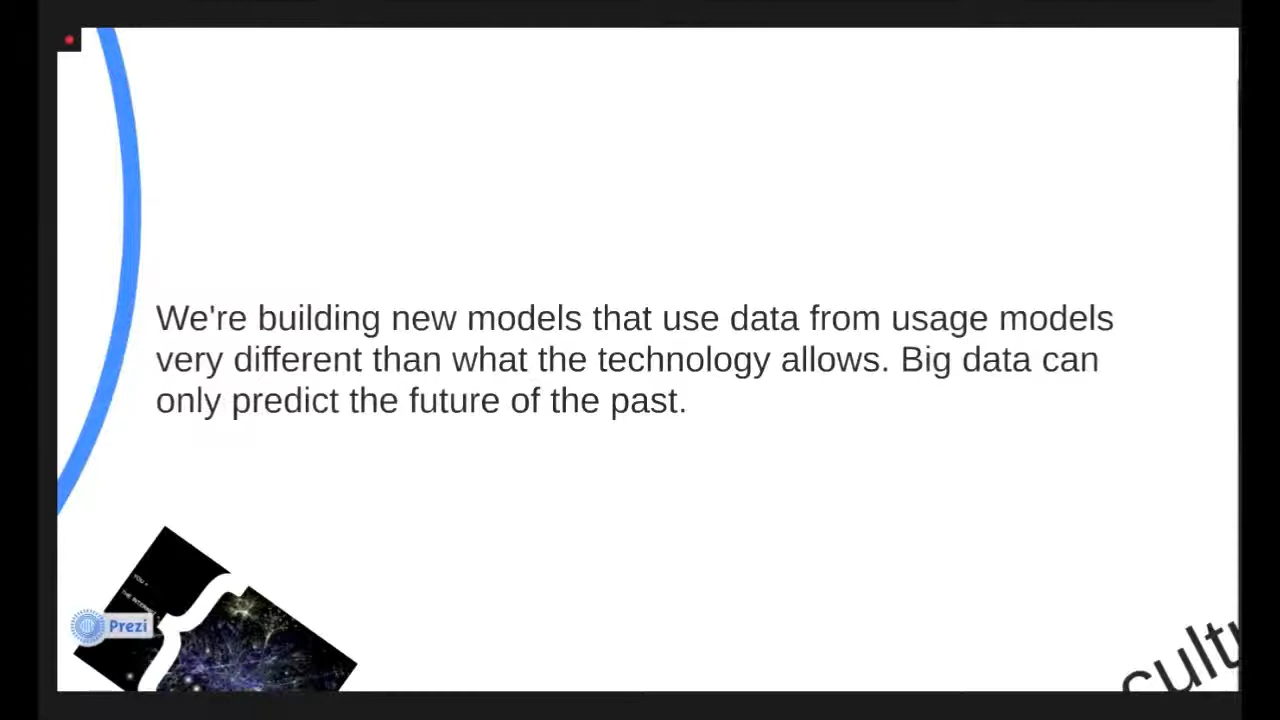 We're building new models that use data from usage models
very different than what the technology allows. Big data can
only predict the future of the past.
YOU +
Prezi